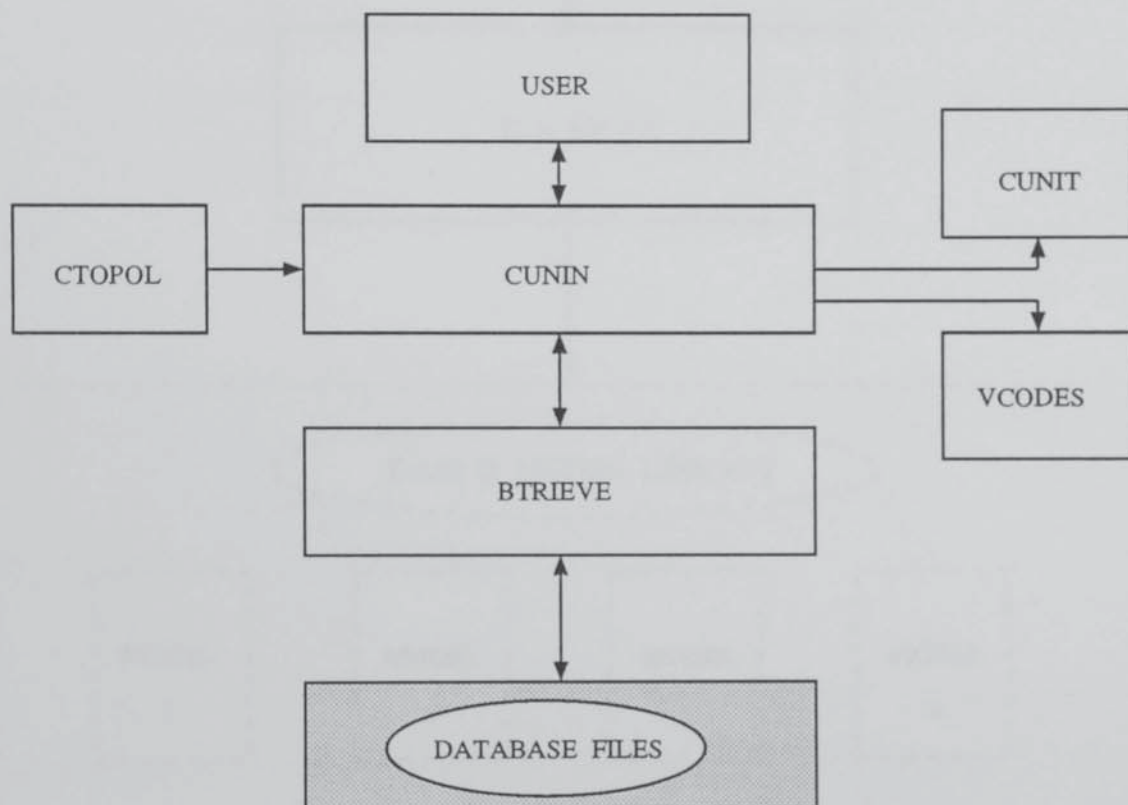 USER
CUNIT
CTOPOL
CUNIN
VCODES
BTRIEVE
DATABASE FILES